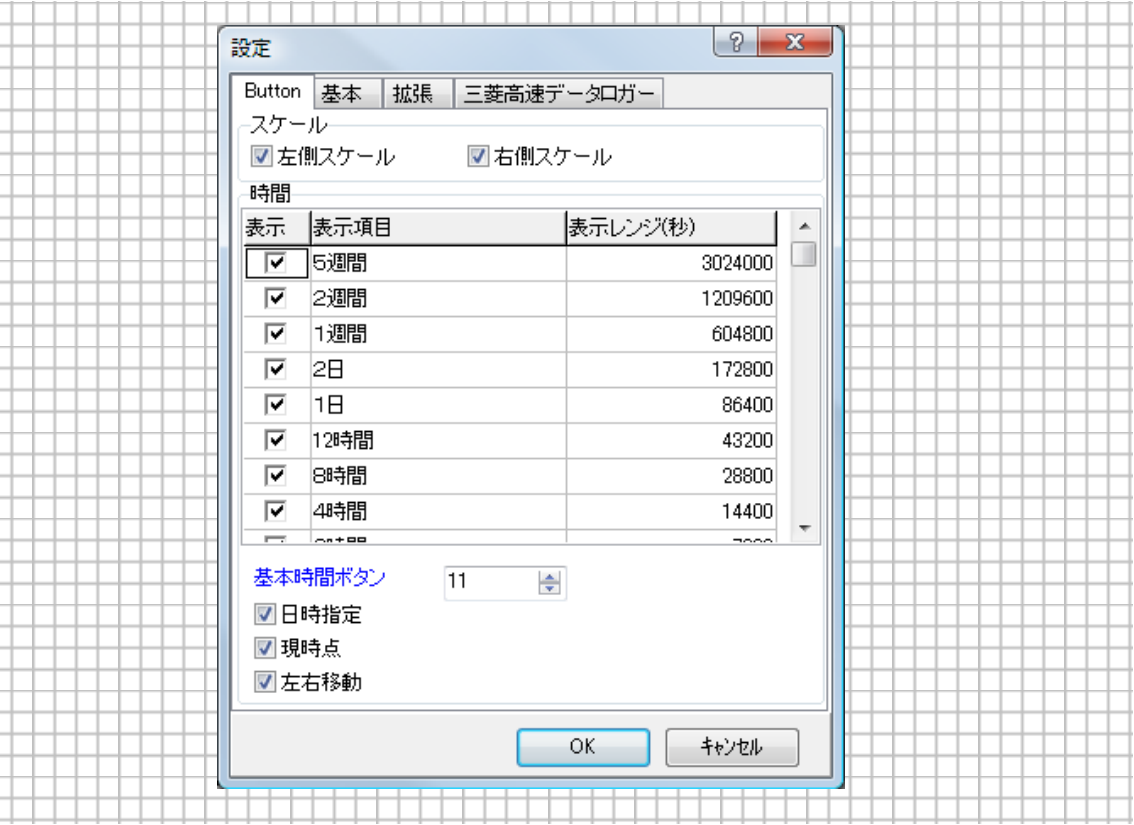 設定
Button 基本 拡張 三菱高速データロガー
スケール
左側スケール 右側スケール
時間
表示 表示項目 表示レンジ(秒)
5週間 3024000
2週間 1209600
1週間 604800
2日 172800
1日 86400
12時間 43200
8時間 28800
4時間 14400
基本時間ボタン 11
日時指定
現時点
左右移動
OK キャンセル